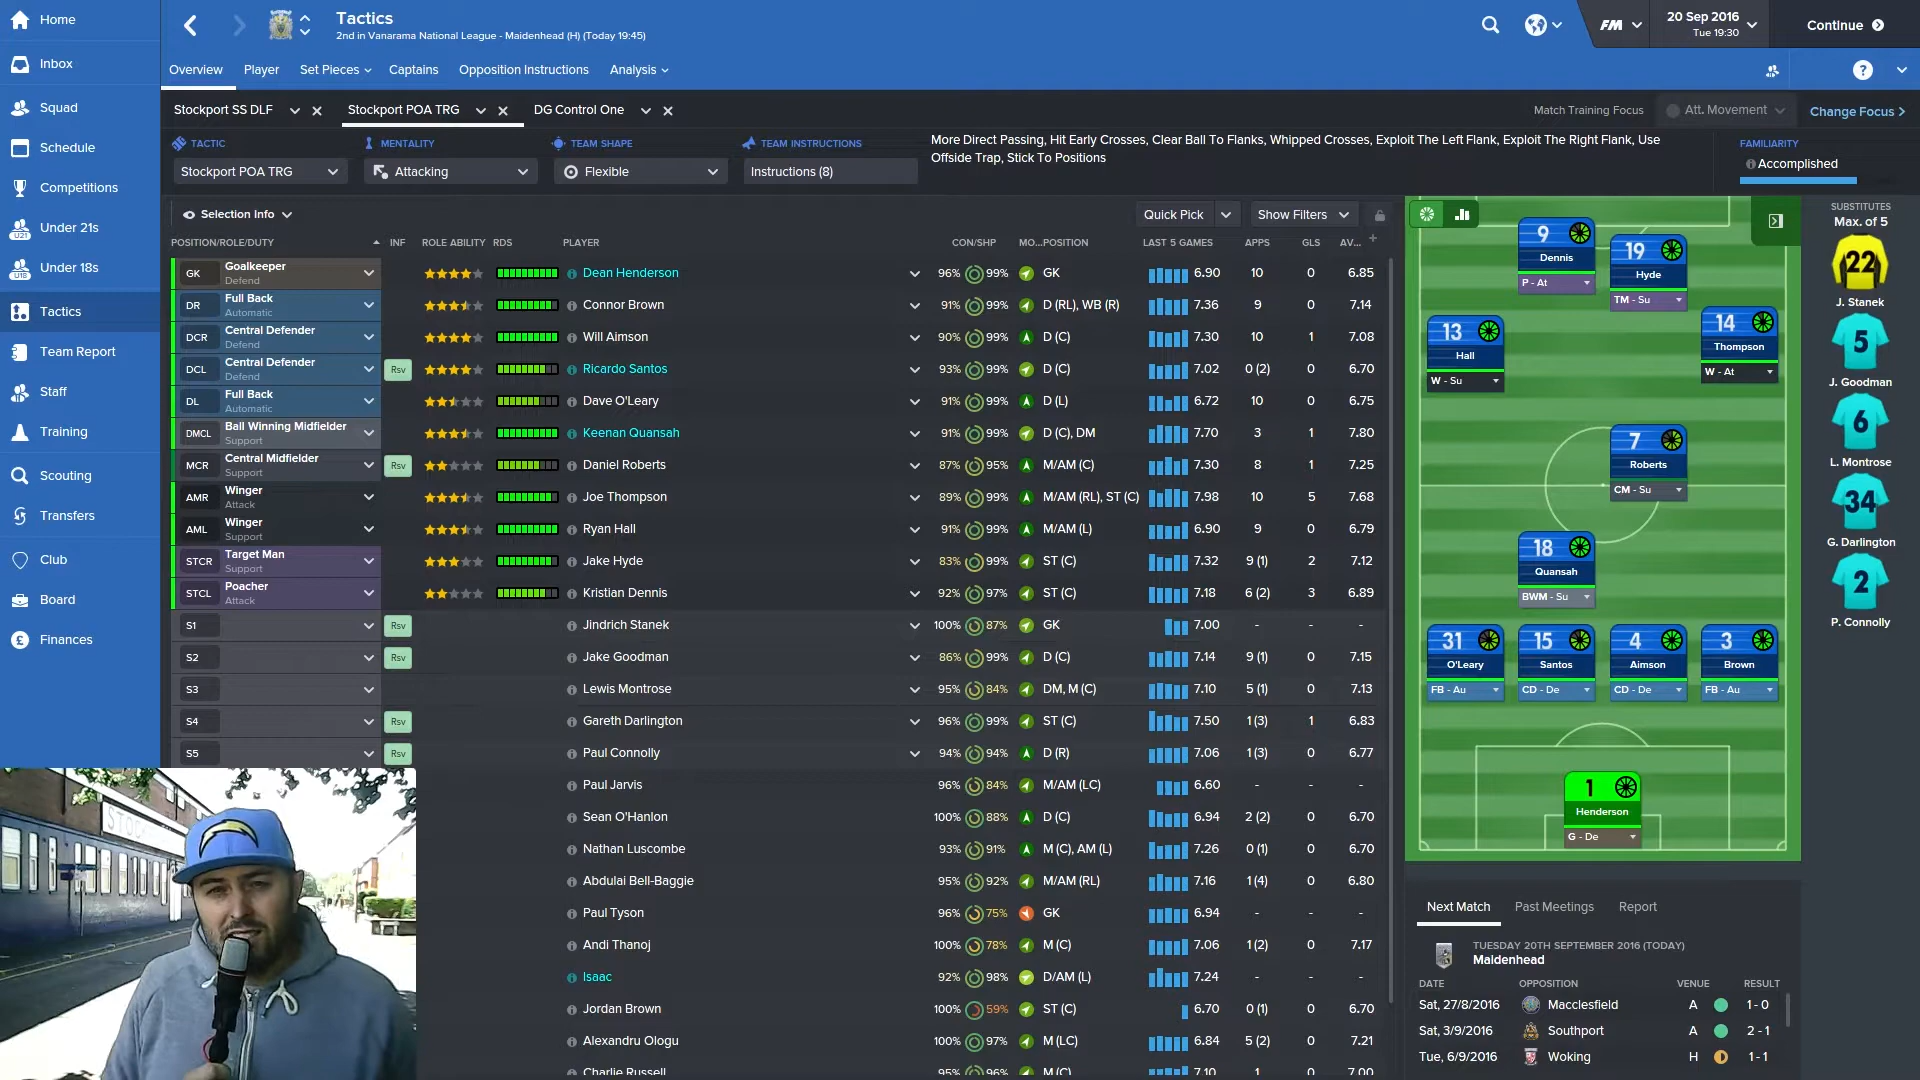 Home
Inbox
Squad
Schedule
Competitions
U21
Under 21s
U18
Under 18s
Tactics
Team Report
Staff
Training
Scouting
Transfers
Club
Board
Finances
Tactics
2nd in Vanarama National League - Maidenhead (H) (Today 19:45)
FM
20 Sep 2016
Tue 19:30
Continue
Overview Player Set Pieces Captains Opposition Instructions Analysis
?
Stockport SS DLF Stockport POA TRG DG Control One
Match Training Focus Att. Movement Change Focus >
TACTIC MENTALITY TEAM SHAPE TEAM INSTRUCTIONS
Stockport POA TRG Attacking Flexible Instructions (8)
More Direct Passing, Hit Early Crosses, Clear Ball To Flanks, Whipped Crosses, Exploit The Left Flank, Exploit The Right Flank, Use
Offside Trap, Stick To Positions
FAMILIARITY
Accomplished
Selection Info Quick Pick Show Filters
POSITION/ROLE/DUTY INF ROLE ABILITY RDS PLAYER CON/SHP MO... POSITION LAST 5 GAMES APPS GLS AV...
GK Goalkeeper Defend Dean Henderson 96% 99% GK 6.90 10 0 6.85
DR Full Back Automatic Connor Brown 91% 99% D (RL), WB (R) 7.36 9 0 7.14
DCR Central Defender Defend Will Aimson 90% 99% D (C) 7.30 10 1 7.08
DCL Central Defender Defend Rsv Ricardo Santos 93% 99% D (C) 7.02 0 (2) 0 6.70
DL Full Back Automatic Dave O'Leary 91% 99% D (L) 6.72 10 0 6.75
DMCL Ball Winning Midfielder Support Keenan Quansah 91% 99% D (C), DM 7.70 3 1 7.80
MCR Central Midfielder Support Rsv Daniel Roberts 87% 95% M/AM (C) 7.30 8 1 7.25
AMR Winger Attack Joe Thompson 89% 99% M/AM (RL), ST (C) 7.98 10 5 7.68
AML Winger Support Ryan Hall 91% 99% M/AM (L) 6.90 9 0 6.79
STCR Target Man Support Jake Hyde 83% 99% ST (C) 7.32 9 (1) 2 7.12
STCL Poacher Attack Kristian Dennis 92% 97% ST (C) 7.18 6 (2) 3 6.89
S1 Rsv Jindrich Stanek 100% 87% GK 7.00 - - -
S2 Rsv Jake Goodman 86% 99% D (C) 7.14 9 (1) 0 7.15
S3 Lewis Montrose 95% 84% DM, M (C) 7.10 5 (1) 0 7.13
S4 Rsv Gareth Darlington 96% 99% ST (C) 7.50 1 (3) 1 6.83
S5 Rsv Paul Connolly 94% 94% D (R) 7.06 1 (3) 0 6.77
Paul Jarvis 96% 84% M/AM (LC) 6.60 - - -
Sean O'Hanlon 100% 88% D (C) 6.94 2 (2) 0 6.70
Nathan Luscombe 93% 91% M (C), AM (L) 7.26 0 (1) 0 6.70
Abdulai Bell-Baggie 95% 92% M/AM (RL) 7.16 1 (4) 0 6.80
Paul Tyson 96% 75% GK 6.94 - - -
Andi Thanoj 100% 78% M (C) 7.06 1 (2) 0 7.17
Isaac 92% 98% D/AM (L) 7.24 - - -
Jordan Brown 100% 59% ST (C) 6.70 0 (1) 0 6.70
Alexandru Ologu 100% 97% M (LC) 6.84 5 (2) 0 7.21
Charlie Russell 95% 96% M (C) 7.10 1 0 7.00
9 Dennis P - At
19 Hyde TM - Su
13 Hall W - Su
14 Thompson W - At
7 Roberts CM - Su
18 Quansah BWM - Su
31 O'Leary FB - Au
15 Santos CD - De
4 Aimson CD - De
3 Brown FB - Au
1 Henderson G - De
SUBSTITUTES
Max. of 5
22
J. Stanek
5
J. Goodman
6
L. Montrose
34
G. Darlington
2
P. Connolly
Next Match Past Meetings Report
TUESDAY 20TH SEPTEMBER 2016 (TODAY)
Maidenhead
DATE OPPOSITION VENUE RESULT
Sat, 27/8/2016 Macclesfield A 1-0
Sat, 3/9/2016 Southport A 2-1
Tue, 6/9/2016 Woking H 1-1